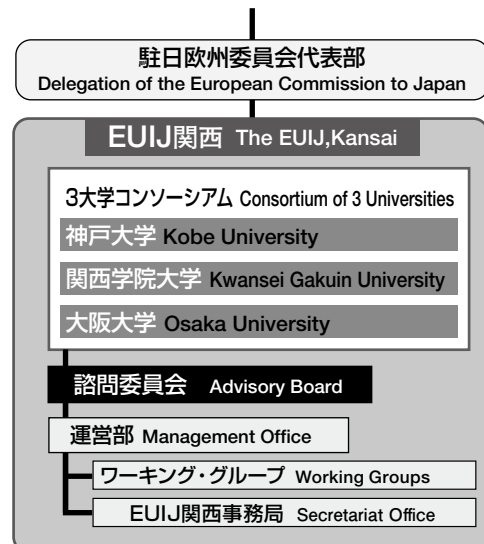 駐日欧州委員会代表部
Delegation of the European Commission to Japan
EUIJ関西 The EUIJ,Kansai
3大学コンソーシアム Consortium of 3 Universities
神戸大学 Kobe University
関西学院大学 Kwansei Gakuin University
大阪大学 Osaka University
諮問委員会 Advisory Board
運営部 Management Office
ワーキング・グループ Working Groups
EUIJ関西事務局 Secretariat Office